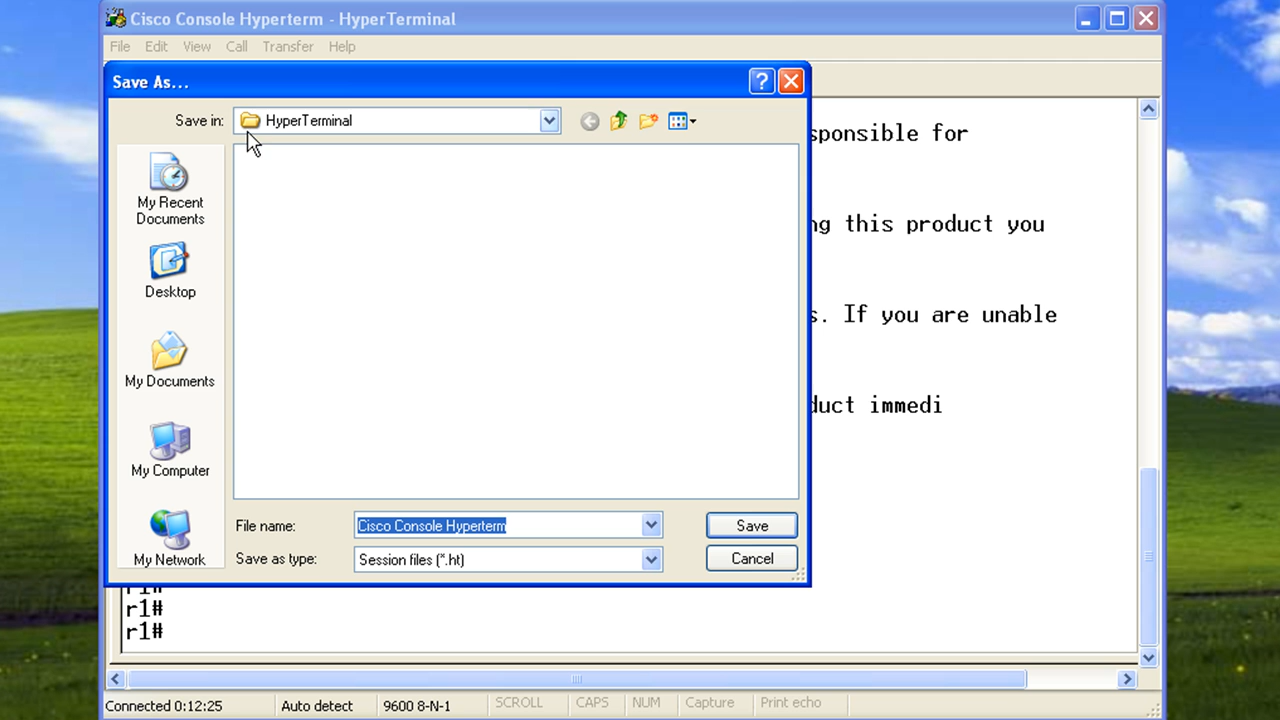 Cisco Console Hyperterm - HyperTerminal
File Edit View Call Transfer Help
Save As...
Save in: HyperTerminal
My Recent
Documents
Desktop
My Documents
My Computer
My Network
File name: Cisco Console Hyperterm
Save as type: Session files (*.ht)
Save
Cancel
sponsible for
ng this product you
s. If you are unable
duct immedi
r1#
r1#
r1#
Connected 0:12:25 Auto detect 9600 8-N-1 SCROLL CAPS NUM Capture Print echo